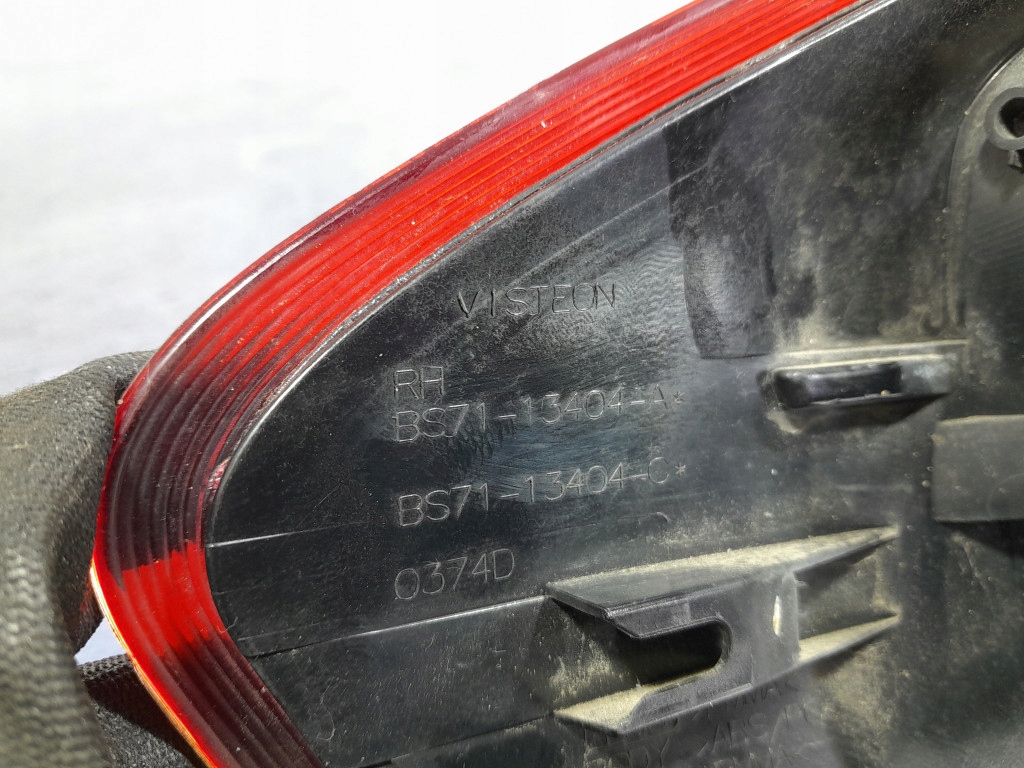 VISTEON
RH
BS71-13404-A*
BS71-13404-C*
0374D